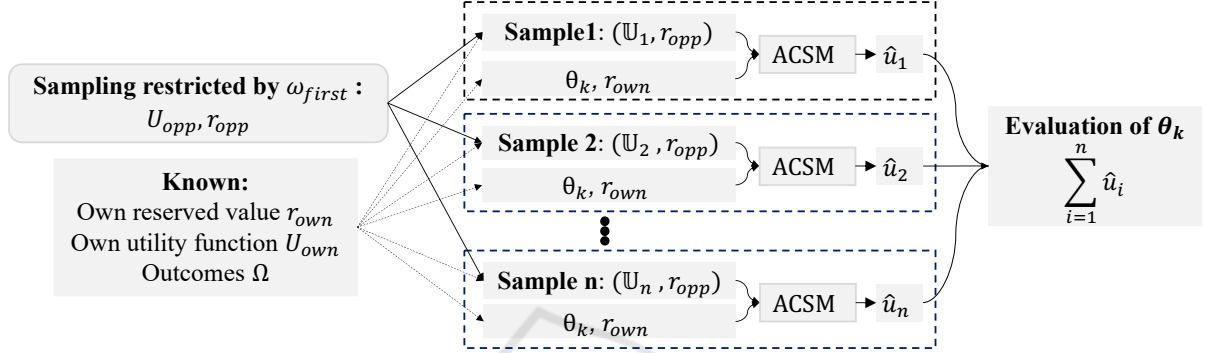 Sampling restricted by ω_first :
U_opp, r_opp
Known:
Own reserved value r_own
Own utility function U_own
Outcomes Ω
Sample1: (𝕌_1, r_opp)
θ_k, r_own
ACSM
û_1
Sample 2: (𝕌_2 , r_opp)
θ_k, r_own
ACSM
û_2
Sample n: (𝕌_n , r_opp)
θ_k, r_own
ACSM
û_n
Evaluation of θ_k
n
∑ û_i
i=1